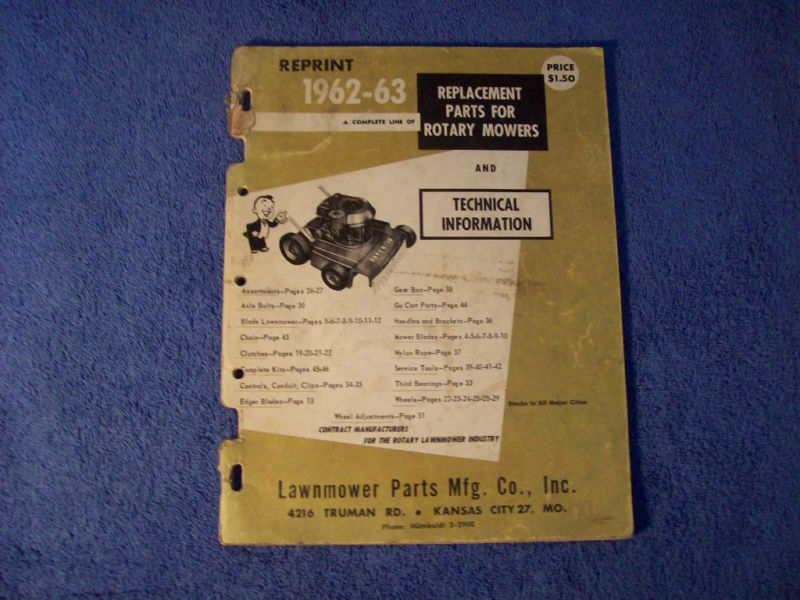 REPRINT
1962-63
PRICE
$1.50
A COMPLETE LINE OF
REPLACEMENT
PARTS FOR
ROTARY MOWERS
AND
TECHNICAL
INFORMATION
Assortments—Pages 26-27
Axle Bolts—Page 30
Blade Lawnmower—Pages 5-6-7-8-9-10-11-12
Chain—Page 43
Clutches—Pages 19-20-21-22
Complete Kits—Pages 45-46
Controls, Conduit, Clips—Pages 34-35
Edger Blades—Page 13
Gear Box—Page 38
Go Cart Parts—Page 44
Handles and Brackets—Page 36
Mower Blades—Pages 4-5-6-7-8-9-10
Nylon Rope—Page 37
Service Tools—Pages 39-40-41-42
Third Bearings—Page 33
Wheels—Pages 22-23-24-25-28-29
Wheel Adjustments—Page 31
Stocks in All Major Cities
CONTRACT MANUFACTURERS
FOR THE ROTARY LAWNMOWER INDUSTRY
Lawnmower Parts Mfg. Co., Inc.
4216 TRUMAN RD. • KANSAS CITY 27, MO.
Phone: HUmboldt 3-2900